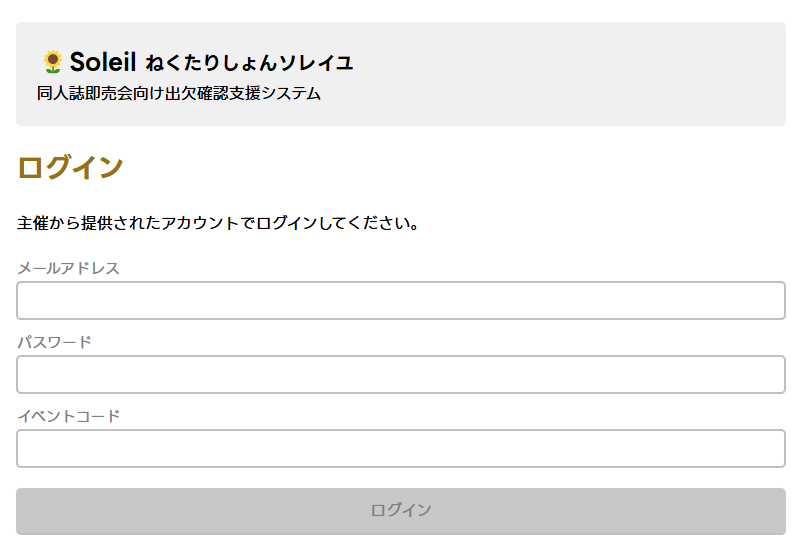 Soleil ねくたりしょんソレイユ
同人誌即売会向け出欠確認支援システム
ログイン
主催から提供されたアカウントでログインしてください。
メールアドレス
パスワード
イベントコード
ログイン